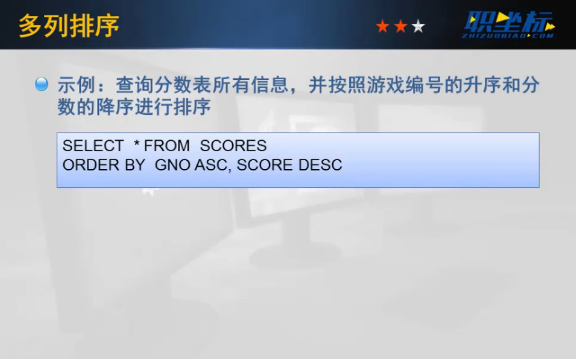 多列排序
职坐标
ZHIZUOBIAO.COM
示例：查询分数表所有信息，并按照游戏编号的升序和分
数的降序进行排序
SELECT * FROM SCORES
ORDER BY GNO ASC, SCORE DESC